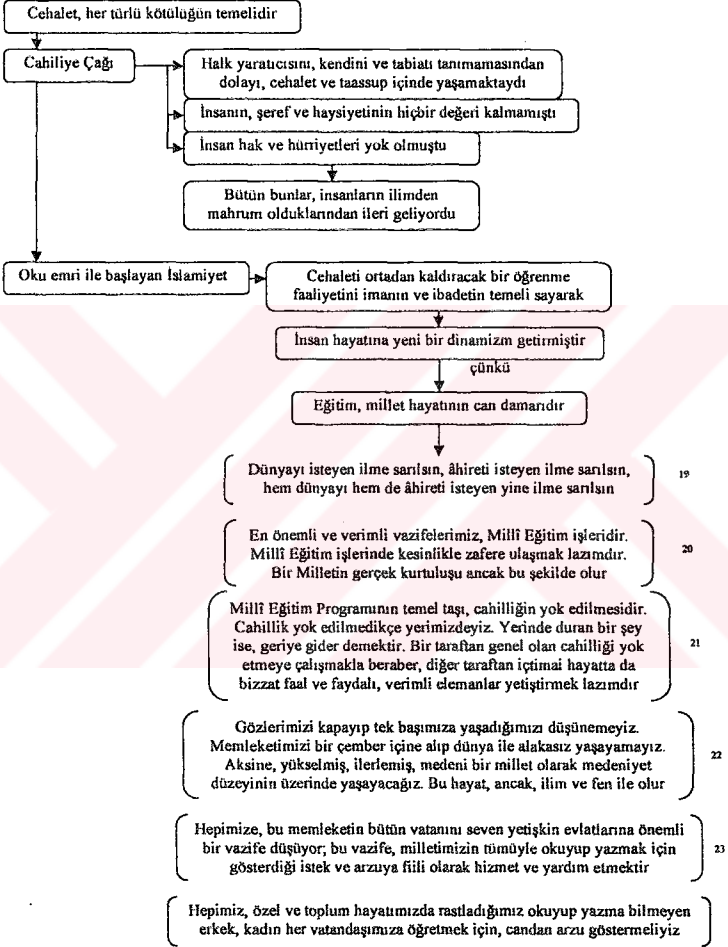 Cehalet, her türlü kötülüğün temelidir
Cahiliye Çağı
Halk yaratıcısını, kendini ve tabiatı tanımamasından
dolayı, cehalet ve taassup içinde yaşamaktaydı
İnsanın, şeref ve haysiyetinin hiçbir değeri kalmamıştı
İnsan hak ve hürriyetleri yok olmuştu
Bütün bunlar, insanların ilimden
mahrum olduklarından ileri geliyordu
Oku emri ile başlayan İslamiyet
Cehaleti ortadan kaldıracak bir öğrenme
faaliyetini imanın ve ibadetin temeli sayarak
İnsan hayatına yeni bir dinamizm getirmiştir
çünkü
Eğitim, millet hayatının can damarıdır
Dünyayı isteyen ilme sarılsın, âhireti isteyen ilme sarılsın,
hem dünyayı hem de âhireti isteyen yine ilme sarılsın
19
En önemli ve verimli vazifelerimiz, Millî Eğitim işleridir.
Millî Eğitim işlerinde kesinlikle zafere ulaşmak lazımdır.
Bir Milletin gerçek kurtuluşu ancak bu şekilde olur
20
Millî Eğitim Programının temel taşı, cahilliğin yok edilmesidir.
Cahillik yok edilmedikçe yerimizdeyiz. Yerinde duran bir şey
ise, geriye gider demektir. Bir taraftan genel olan cahilliği yok
etmeye çalışmakla beraber, diğer taraftan içtimai hayatta da
bizzat faal ve faydalı, verimli elemanlar yetiştirmek lazımdır
21
Gözlerimizi kapayıp tek başımıza yaşadığımızı düşünemeyiz.
Memleketimizi bir çember içine alıp dünya ile alakasız yaşayamayız.
Aksine, yükselmiş, ilerlemiş, medeni bir millet olarak medeniyet
düzeyinin üzerinde yaşayacağız. Bu hayat, ancak, ilim ve fen ile olur
22
Hepimize, bu memleketin bütün vatanını seven yetişkin evlatlarına önemli
bir vazife düşüyor; bu vazife, milletimizin tümüyle okuyup yazmak için
gösterdiği istek ve arzuya fiili olarak hizmet ve yardım etmektir
23
Hepimiz, özel ve toplum hayatımızda rastladığımız okuyup yazma bilmeyen
erkek, kadın her vatandaşımıza öğretmek için, candan arzu göstermeliyiz